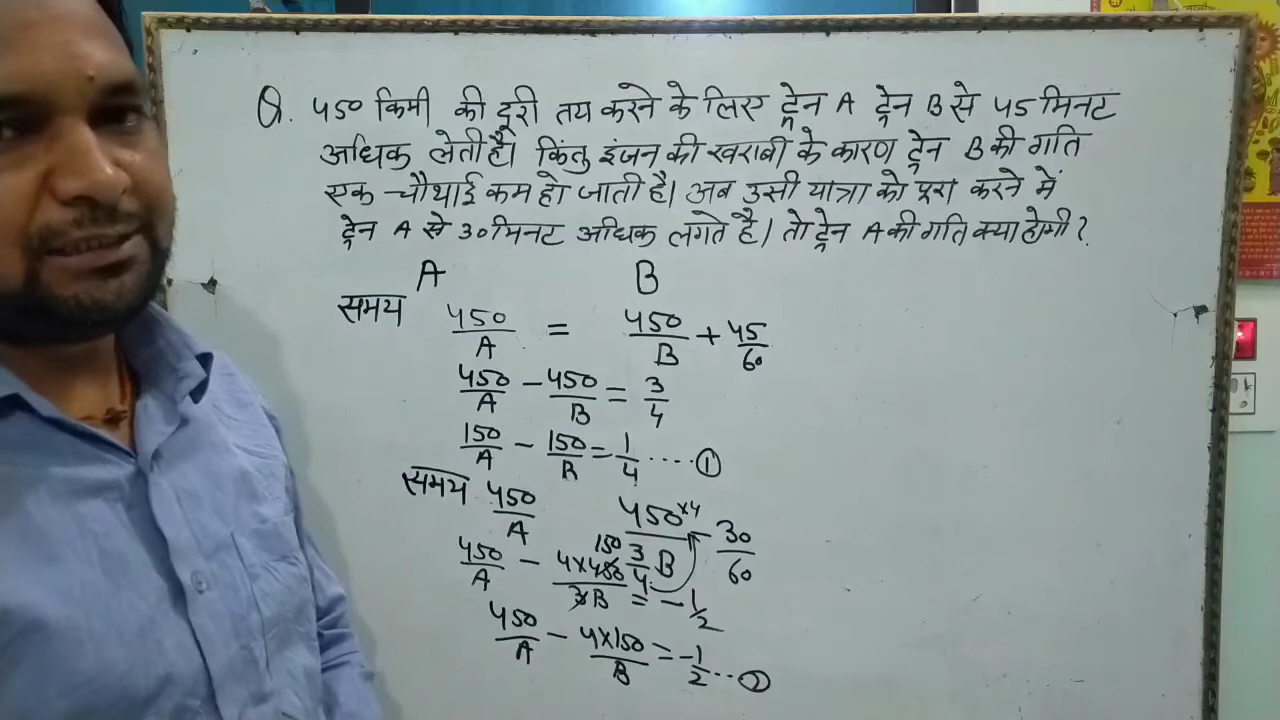 Q. 450 किमी की दूरी तय करने के लिए ट्रेन A ट्रेन B से 45 मिनट
अधिक लेती है। किंतु इंजन की खराबी के कारण ट्रेन B की गति
एक-चौथाई कम हो जाती है। अब उसी यात्रा को पूरा करने में
ट्रेन A से 30 मिनट अधिक लगते है। तो ट्रेन A की गति क्या होगी?
A B
समय 450/A = 450/B + 45/60
450/A - 450/B = 3/4
150/A - 150/B = 1/4 .... ①
समय 450/A 450×4/(3/4 B) - 30/60
450/A - 4×450/3B 150 = - 1/2
450/A - 4×150/B = -1/2 ... ②